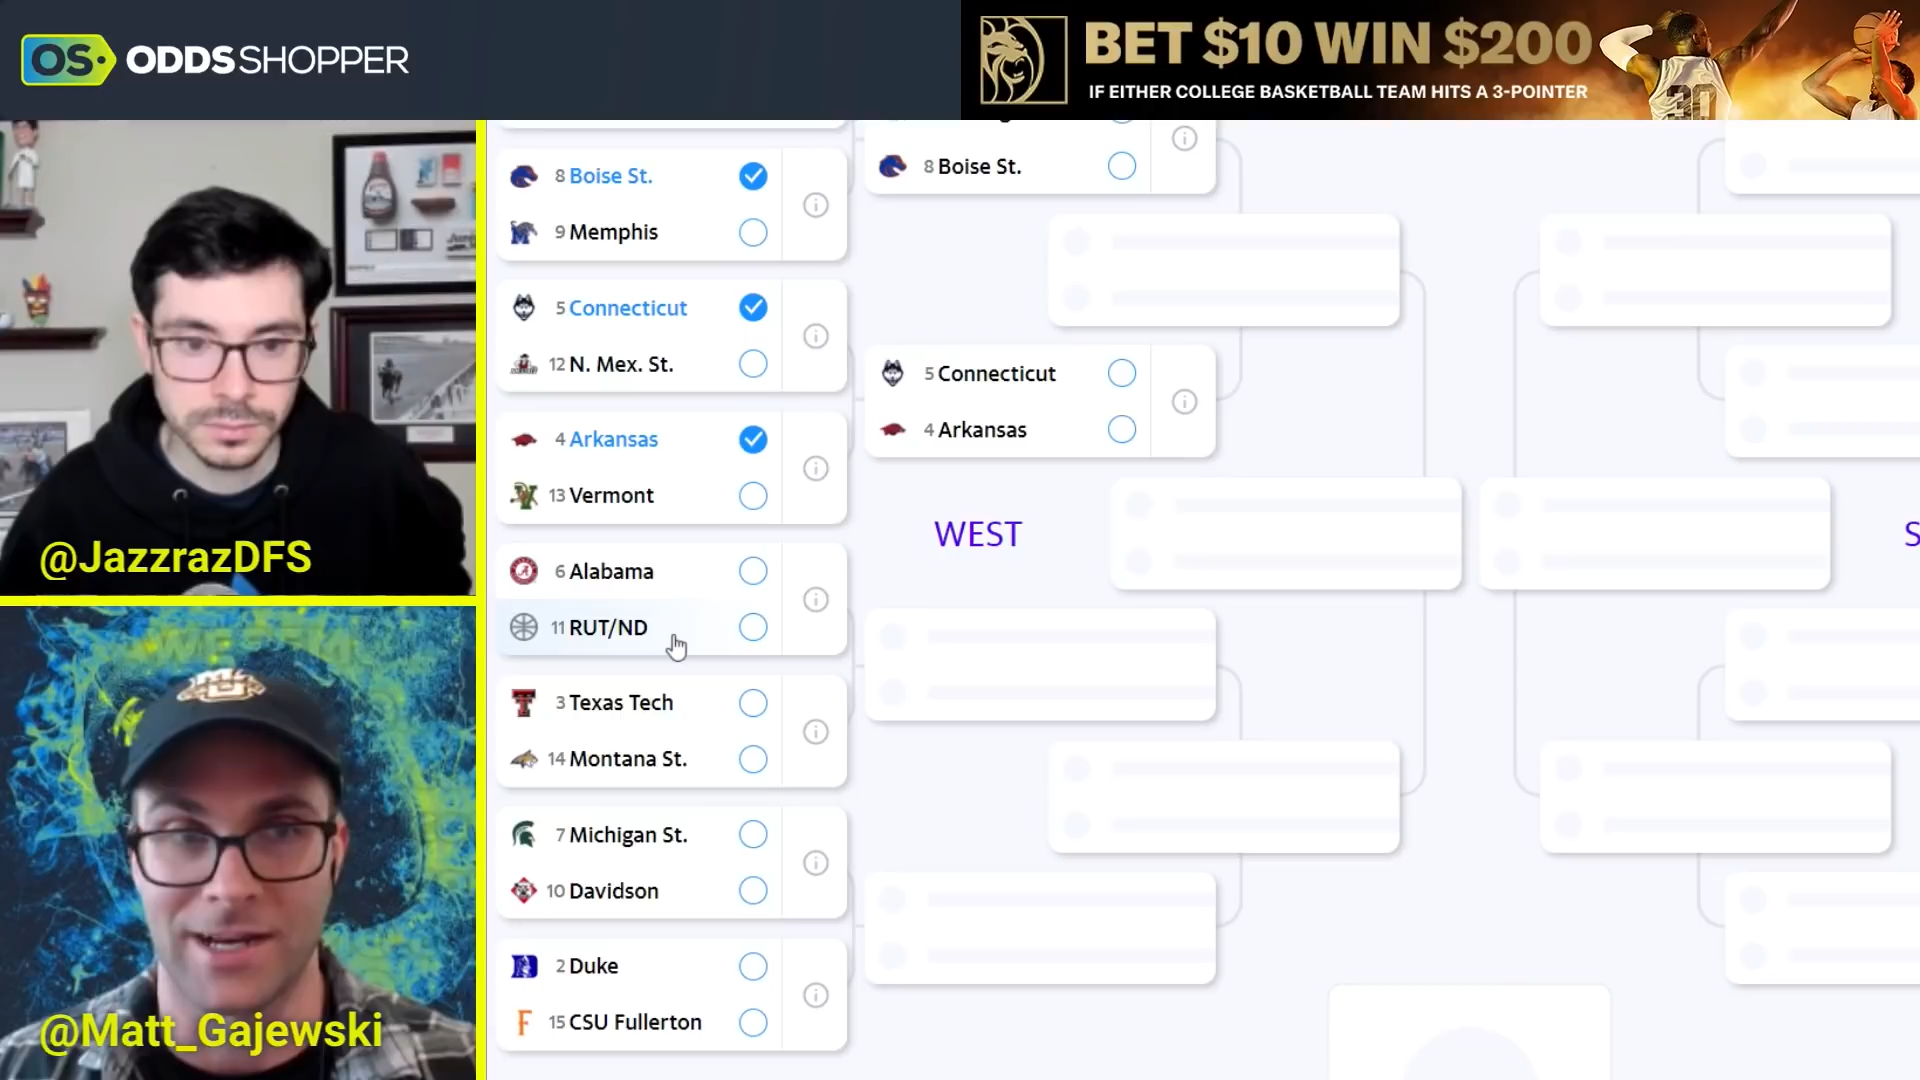 OS. ODDSSHOPPER
BET $10 WIN $200
IF EITHER COLLEGE BASKETBALL TEAM HITS A 3-POINTER
8 Boise St.
9 Memphis
5 Connecticut
12 N. Mex. St.
4 Arkansas
13 Vermont
6 Alabama
11 RUT/ND
3 Texas Tech
14 Montana St.
7 Michigan St.
10 Davidson
2 Duke
15 CSU Fullerton
8 Boise St.
5 Connecticut
4 Arkansas
WEST
S
@JazzrazDFS
@Matt_Gajewski